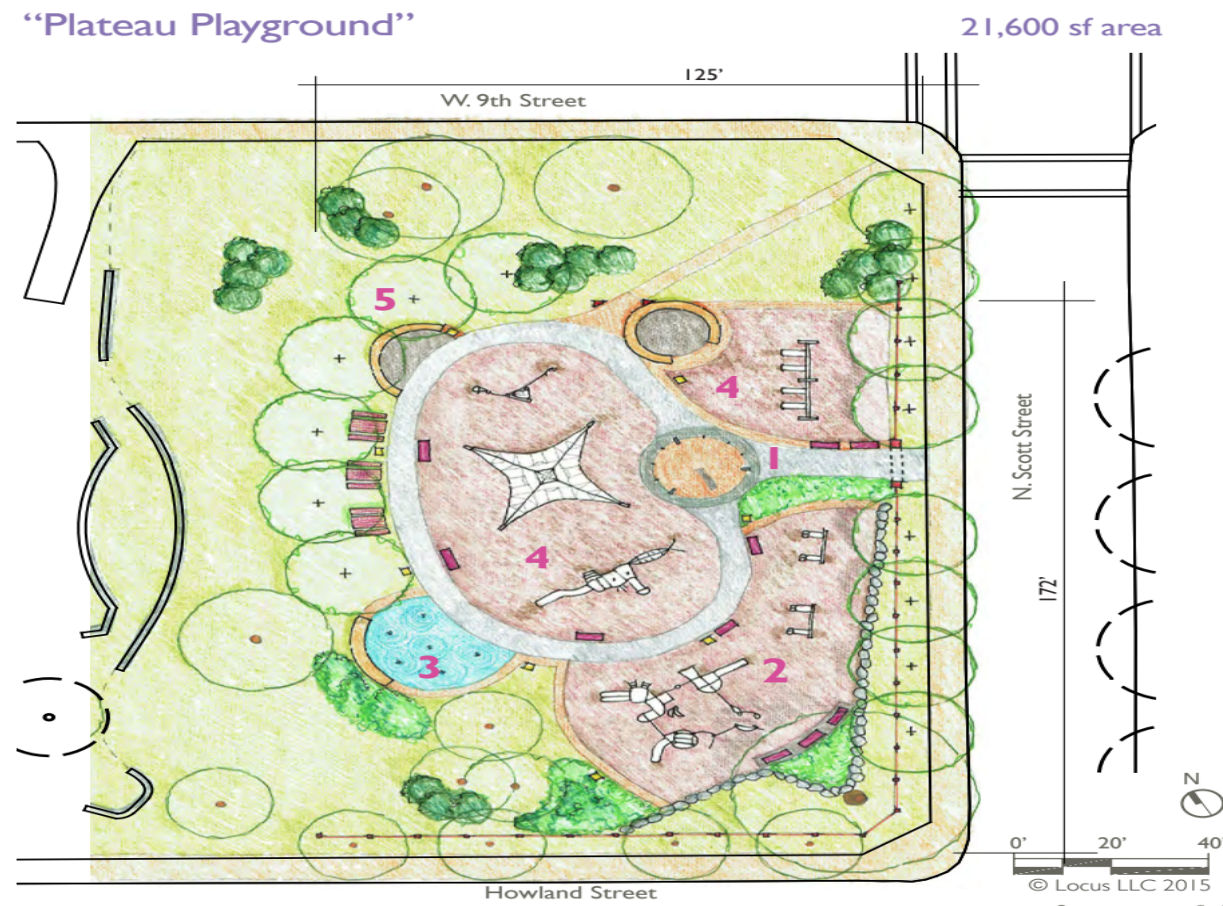 “Plateau Playground”
21,600 sf area
125'
W. 9th Street
5
4
1
N. Scott Street
4
172'
2
3
N
0'
20'
40'
© Locus LLC 2015
Howland Street